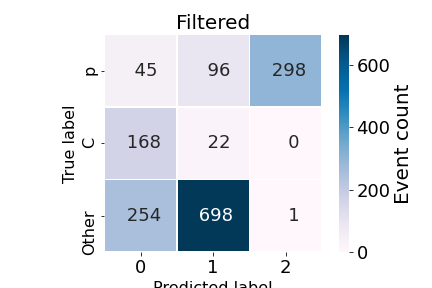 Filtered
p 45 96 298
C 168 22 0
Other 254 698 1
0 1 2
Predicted label
True label
600
400
200
0
Event count